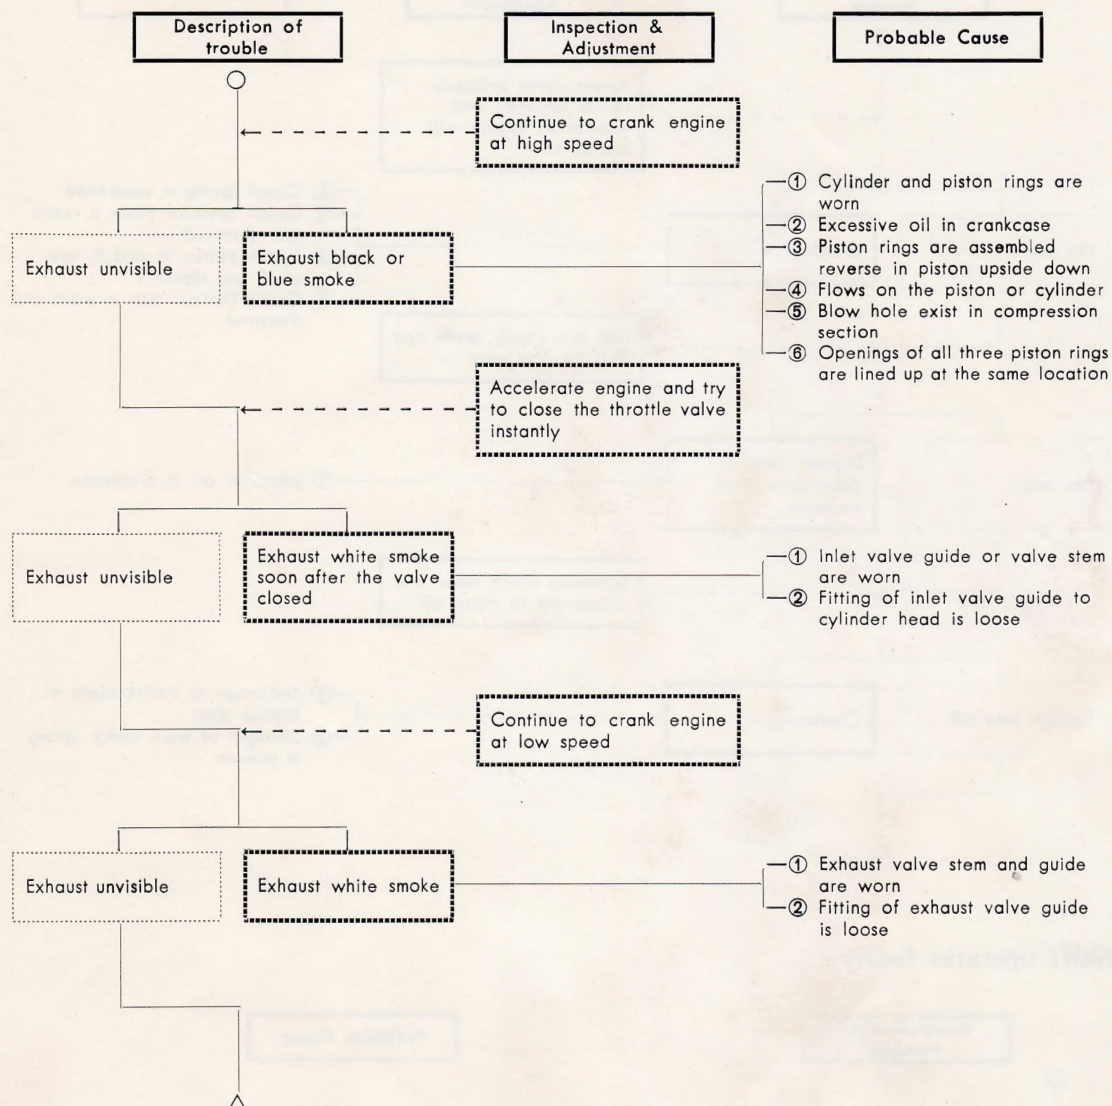 Description of
trouble
Inspection &
Adjustment
Probable Cause
Continue to crank engine
at high speed
Exhaust unvisible
Exhaust black or
blue smoke
① Cylinder and piston rings are
worn
② Excessive oil in crankcase
③ Piston rings are assembled
reverse in piston upside down
④ Flows on the piston or cylinder
⑤ Blow hole exist in compression
section
⑥ Openings of all three piston rings
are lined up at the same location
Accelerate engine and try
to close the throttle valve
instantly
Exhaust unvisible
Exhaust white smoke
soon after the valve
closed
① Inlet valve guide or valve stem
are worn
② Fitting of inlet valve guide to
cylinder head is loose
Continue to crank engine
at low speed
Exhaust unvisible
Exhaust white smoke
① Exhaust valve stem and guide
are worn
② Fitting of exhaust valve guide
is loose